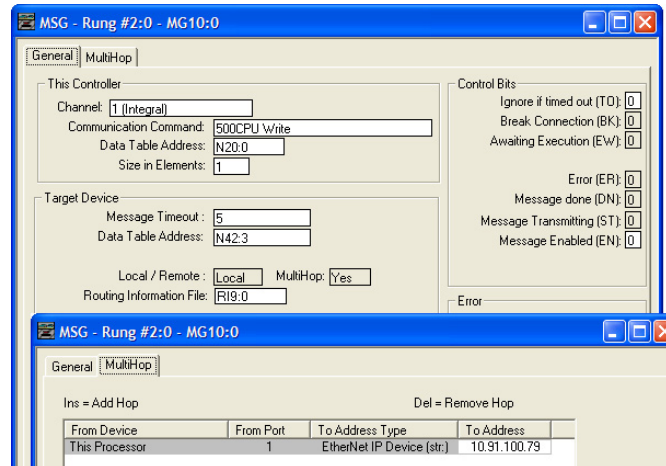 MSG - Rung #2:0 - MG10:0
General MultiHop
This Controller
Channel: 1 (Integral)
Communication Command: 500CPU Write
Data Table Address: N20:0
Size in Elements: 1
Control Bits
Ignore if timed out (TO): 0
Break Connection (BK): 0
Awaiting Execution (EW): 0
Error (ER): 0
Message done (DN): 0
Message Transmitting (ST): 0
Message Enabled (EN): 0
Target Device
Message Timeout : 5
Data Table Address: N42:3
Local / Remote : Local MultiHop: Yes
Routing Information File: RI9:0
Error
MSG - Rung #2:0 - MG10:0
General MultiHop
Ins = Add Hop Del = Remove Hop
From Device From Port To Address Type To Address
This Processor 1 EtherNet IP Device (str:) 10.91.100.79